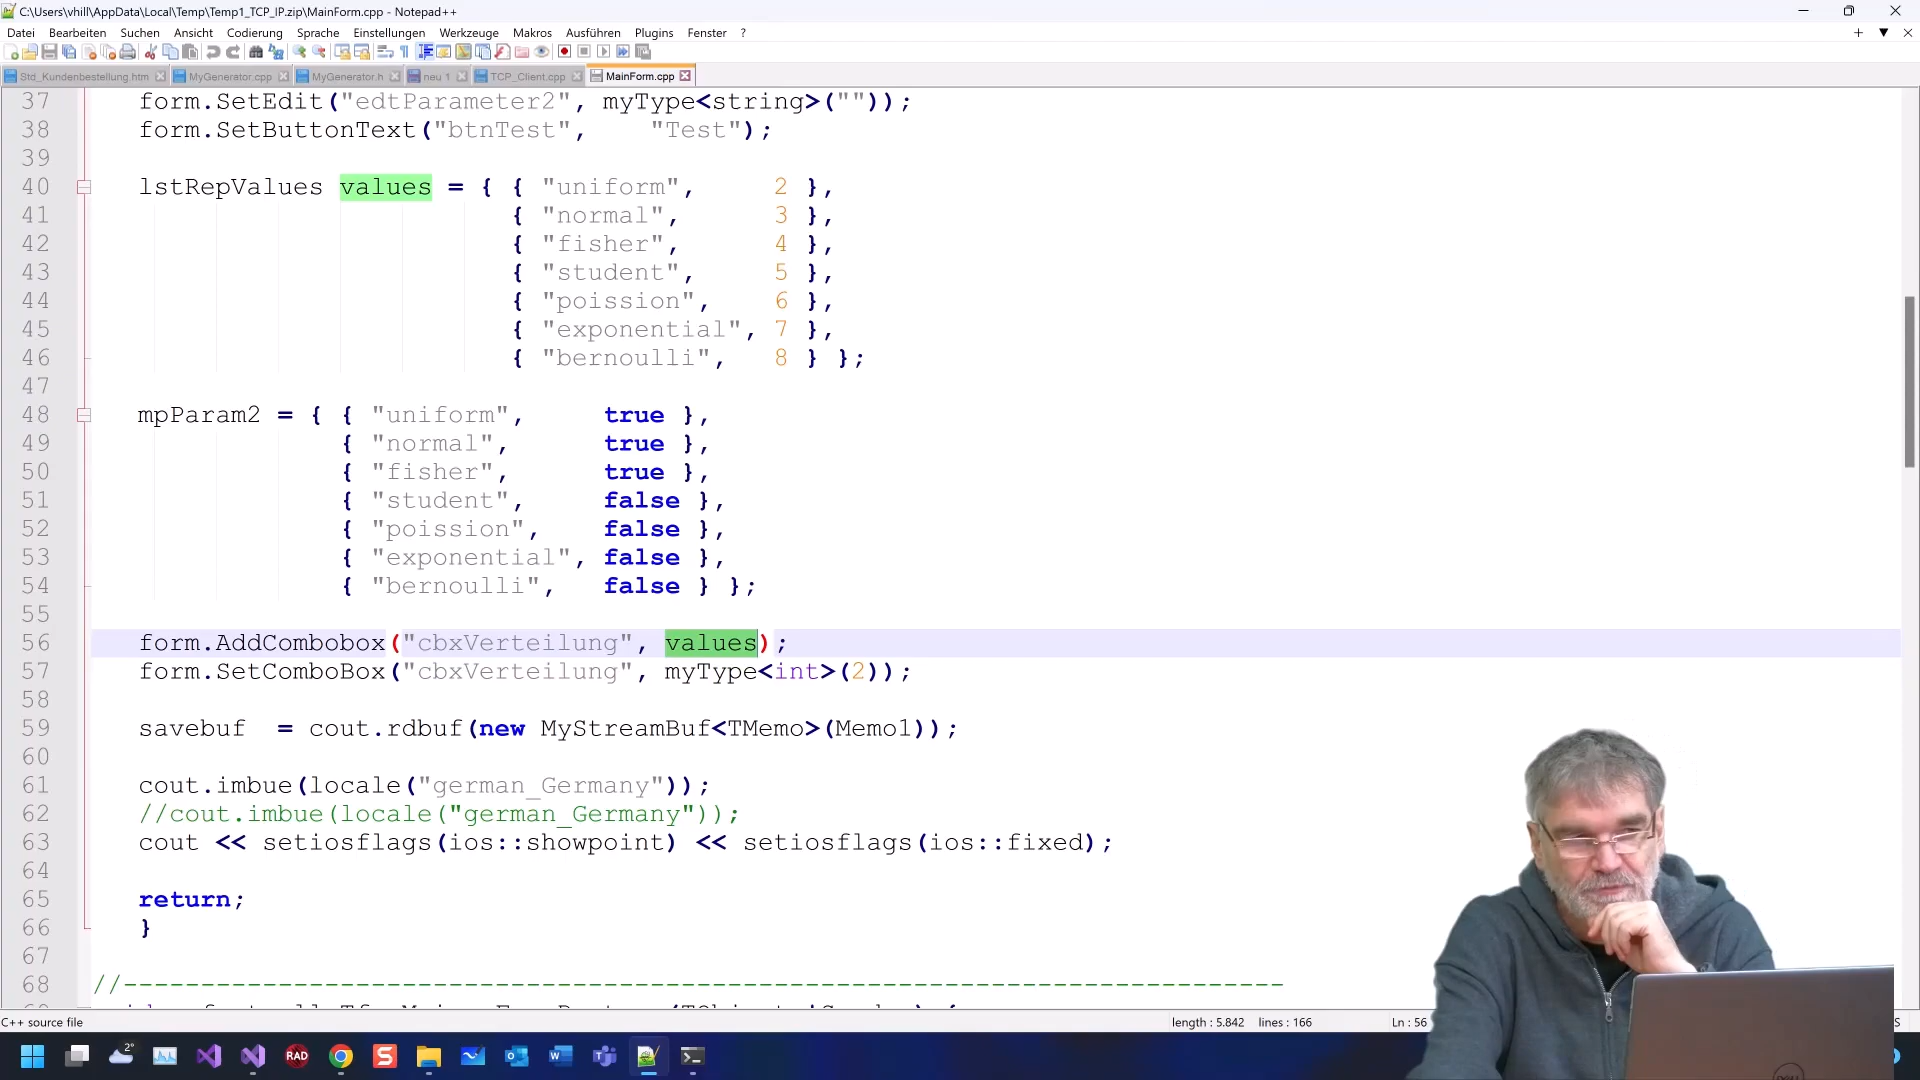 C:\Users\vhill\AppData\Local\Temp\Temp1_TCP_IP.zip\MainForm.cpp - Notepad++
Datei Bearbeiten Suchen Ansicht Codierung Sprache Einstellungen Werkzeuge Makros Ausführen Plugins Fenster ?
Std_Kundenbestellung.htm MyGenerator.cpp MyGenerator.h neu 1 TCP_Client.cpp MainForm.cpp
37 form.SetEdit("edtParameter2", myType<string>(""));
38 form.SetButtonText("btnTest", "Test");
39
40 lstRepValues values = { { "uniform", 2 },
41 { "normal", 3 },
42 { "fisher", 4 },
43 { "student", 5 },
44 { "poission", 6 },
45 { "exponential", 7 },
46 { "bernoulli", 8 } };
47
48 mpParam2 = { { "uniform", true },
49 { "normal", true },
50 { "fisher", true },
51 { "student", false },
52 { "poission", false },
53 { "exponential", false },
54 { "bernoulli", false } };
55
56 form.AddCombobox("cbxVerteilung", values);
57 form.SetComboBox("cbxVerteilung", myType<int>(2));
58
59 savebuf = cout.rdbuf(new MyStreamBuf<TMemo>(Memo1));
60
61 cout.imbue(locale("german_Germany"));
62 //cout.imbue(locale("german_Germany"));
63 cout << setiosflags(ios::showpoint) << setiosflags(ios::fixed);
64
65 return;
66 }
67
68 //---------------------------------------------------------------------------
C++ source file length : 5.842 lines : 166 Ln : 56
2°
RAD